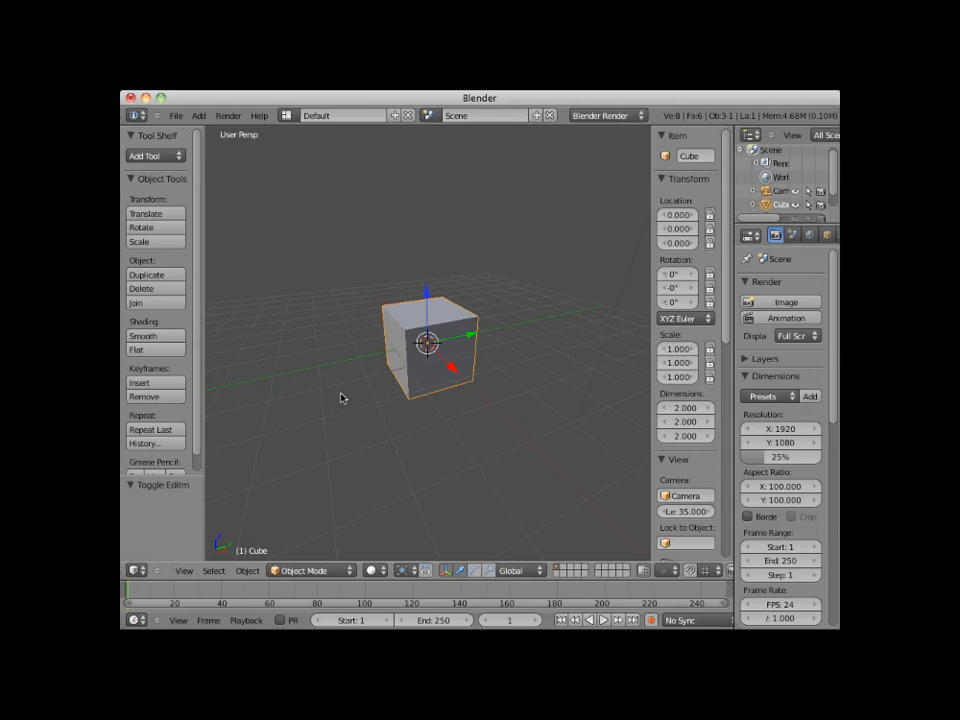 Blender
File Add Render Help Default Scene Blender Render Ve:8 | Fa:6 | Ob:3-1 | La:1 | Mem:4.68M (0.10M)
Tool Shelf
Add Tool
Object Tools
Transform:
Translate
Rotate
Scale
Object:
Duplicate
Delete
Join
Shading:
Smooth
Flat
Keyframes:
Insert
Remove
Repeat:
Repeat Last
History...
Grease Pencil:
Toggle Editm
User Persp
(1) Cube
Item
Cube
Transform
Location:
0.000
0.000
0.000
Rotation:
0°
-0°
0°
XYZ Euler
Scale:
1.000
1.000
1.000
Dimensions:
2.000
2.000
2.000
View
Camera:
Camera
Le: 35.000
Lock to Object:
View All Sce
Scene
Renc
Worl
Cam
Cube
Scene
Render
Image
Animation
Displa Full Scr
Layers
Dimensions
Presets Add
Resolution:
X: 1920
Y: 1080
25%
Aspect Ratio:
X: 100.000
Y: 100.000
Borde Crop
Frame Range:
Start: 1
End: 250
Step: 1
Frame Rate:
FPS: 24
/: 1.000
View Select Object Object Mode Global
20 40 60 80 100 120 140 160 180 200 220 240
View Frame Playback PR Start: 1 End: 250 1 No Sync